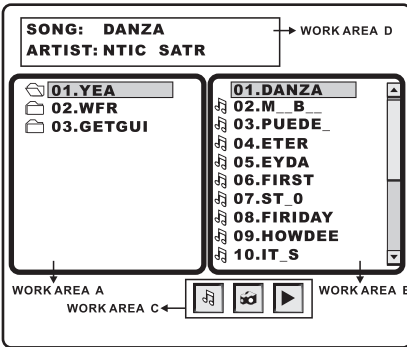 SONG: DANZA
ARTIST: NTIC SATR
WORK AREA D
01.YEA
02.WFR
03.GETGUI
01.DANZA
02.M__B__
03.PUEDE_
04.ETER
05.EYDA
06.FIRST
07.ST_0
08.FIRIDAY
09.HOWDEE
10.IT_S
WORK AREA A
WORK AREA B
WORK AREA C